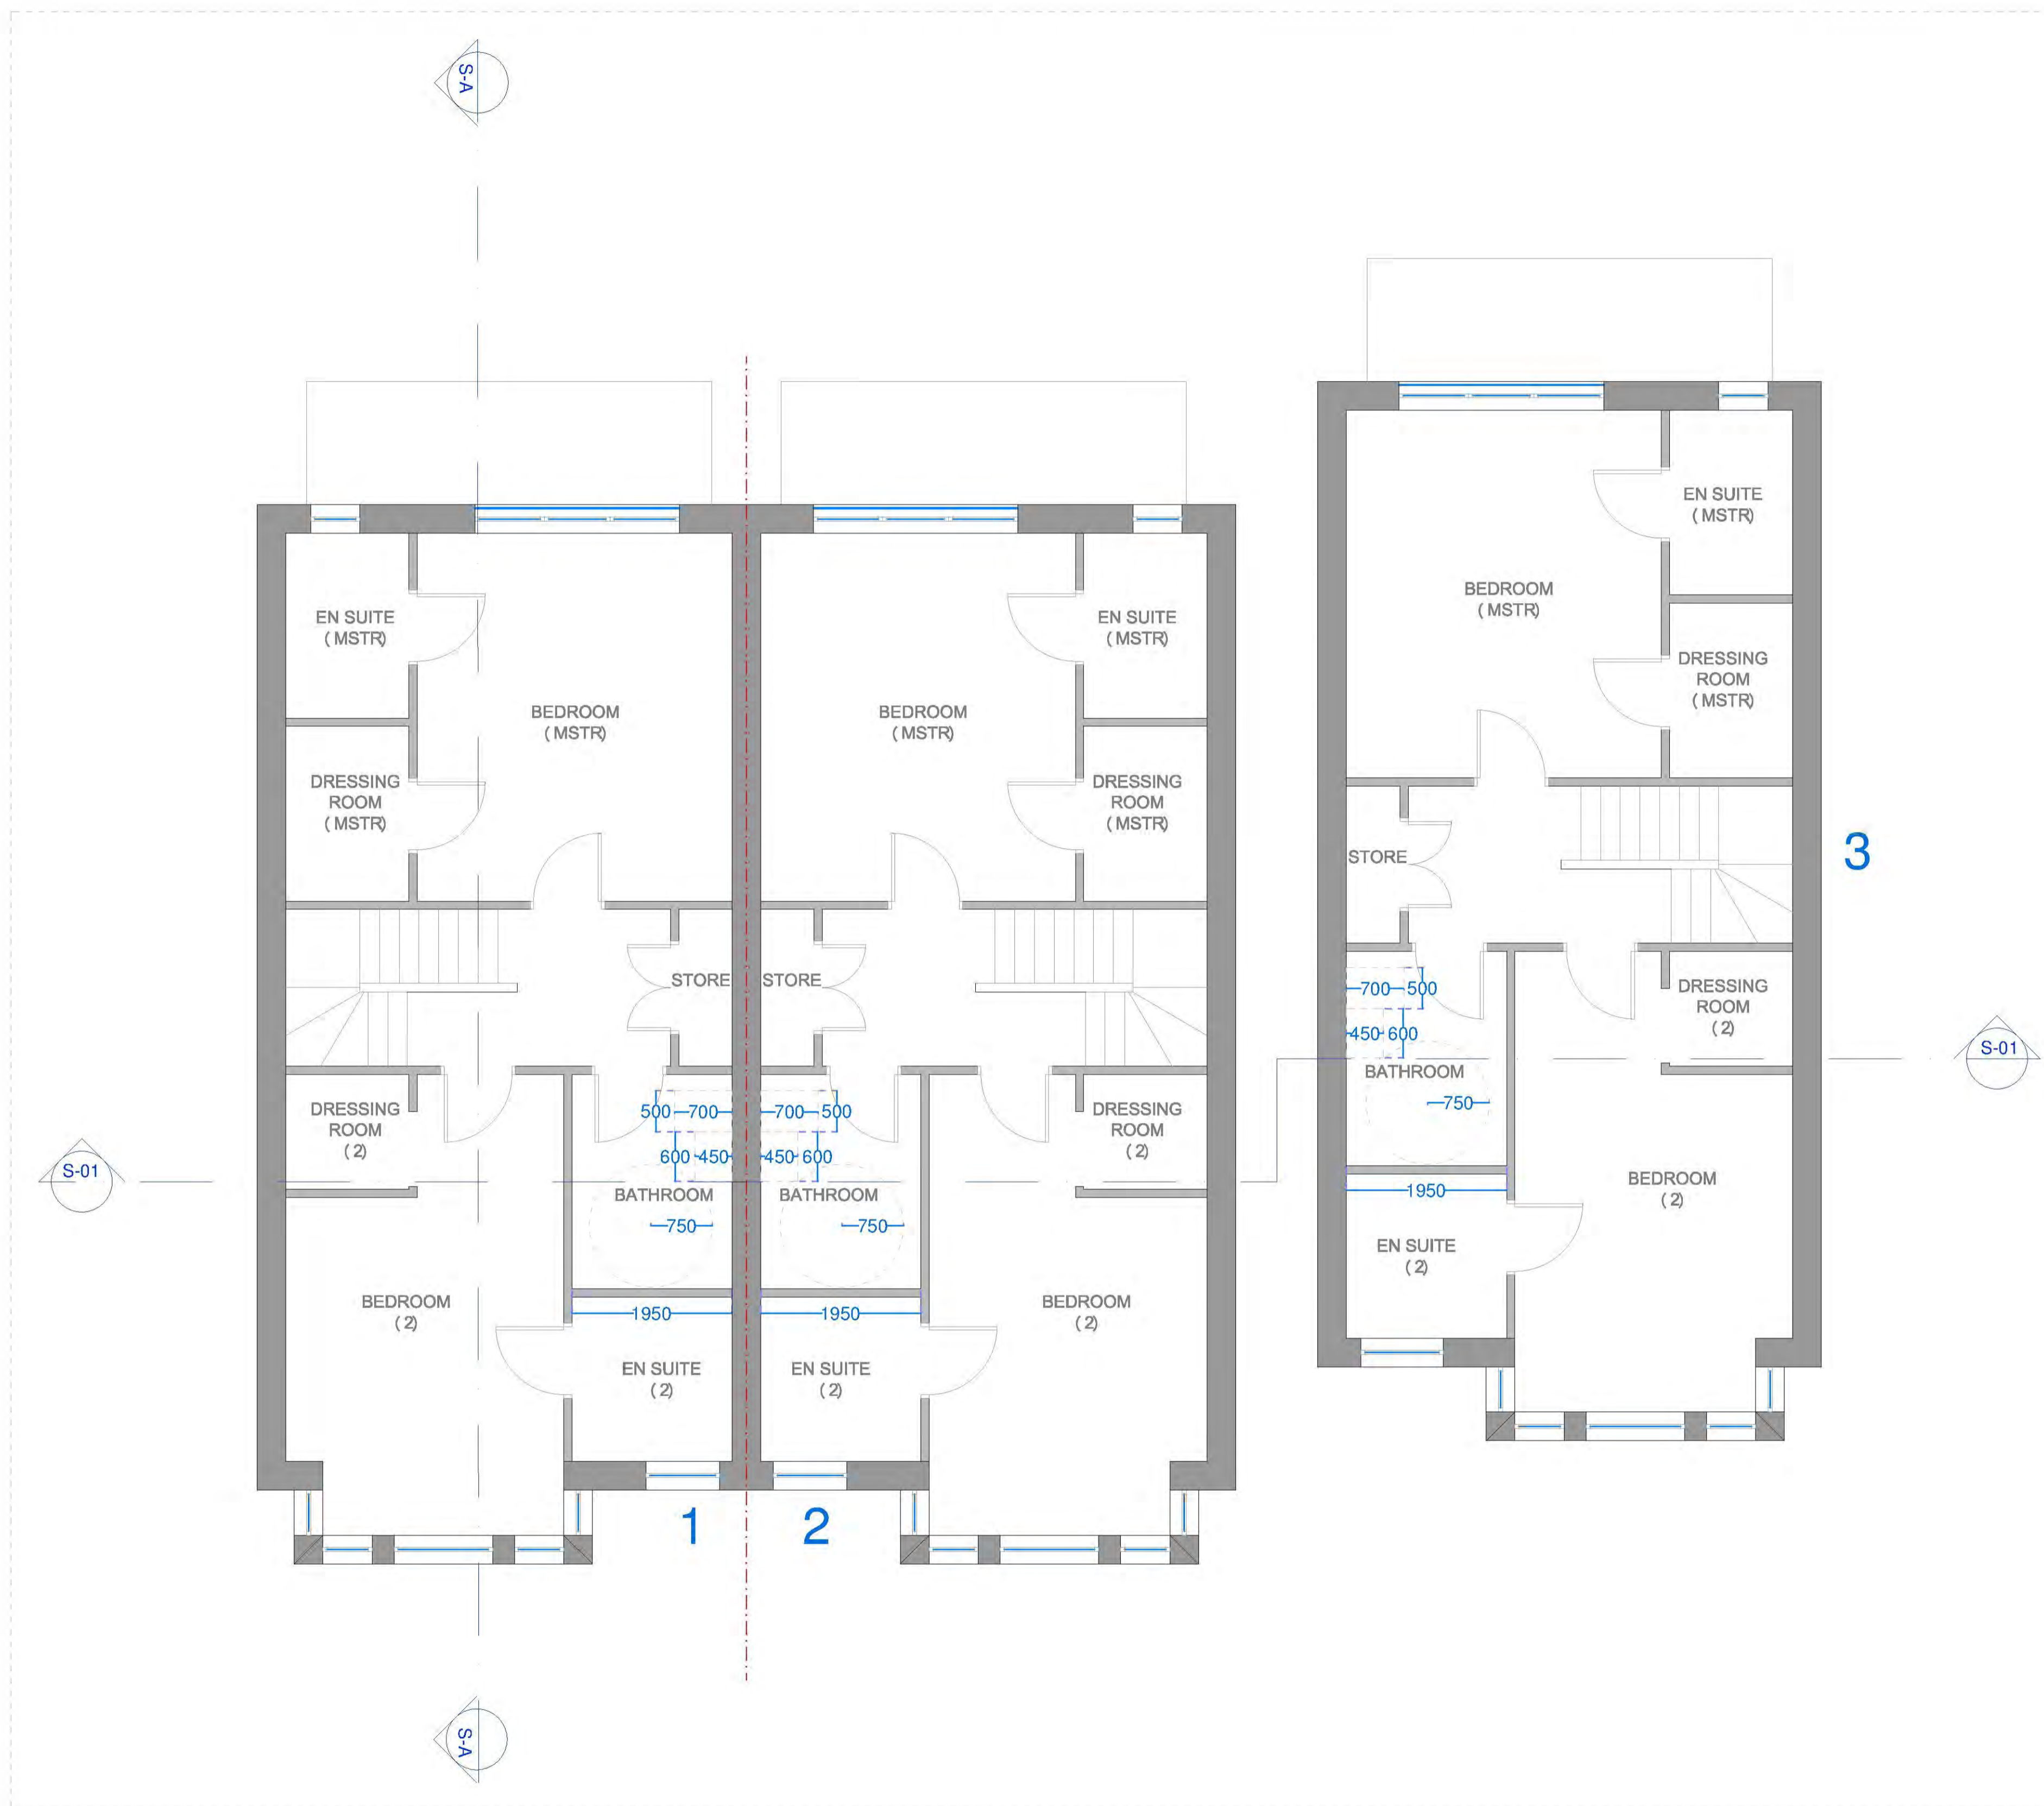 S-A
EN SUITE
(MSTR)
BEDROOM
(MSTR)
DRESSING
ROOM
(MSTR)
STORE
DRESSING
ROOM
(2)
500 700
600 450
BATHROOM
750
BEDROOM
(2)
1950
EN SUITE
(2)
1
BEDROOM
(MSTR)
EN SUITE
(MSTR)
DRESSING
ROOM
(MSTR)
STORE
700 500
450 600
BATHROOM
750
DRESSING
ROOM
(2)
BEDROOM
(2)
1950
EN SUITE
(2)
2
BEDROOM
(MSTR)
EN SUITE
(MSTR)
DRESSING
ROOM
(MSTR)
STORE
3
700 500
450 600
BATHROOM
750
DRESSING
ROOM
(2)
BEDROOM
(2)
1950
EN SUITE
(2)
S-01
S-01
S-A